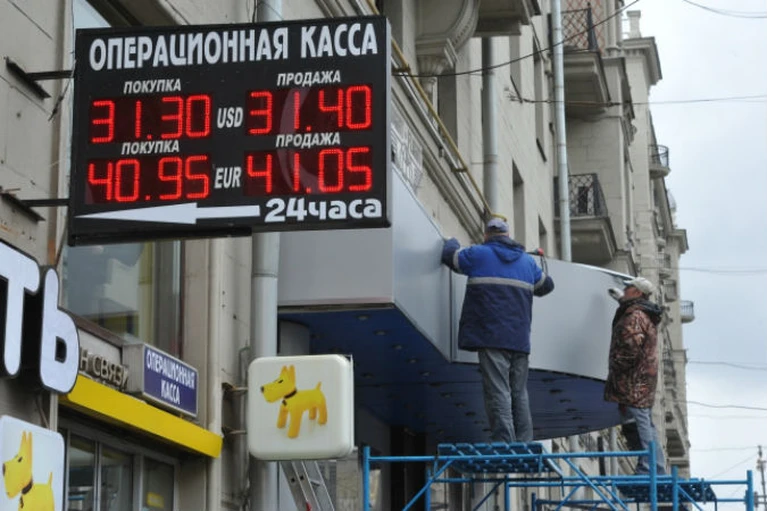 ОПЕРАЦИОННАЯ КАССА
ПОКУПКА ПРОДАЖА
31.30 USD 31.40
ПОКУПКА ПРОДАЖА
40.95 EUR 41.05
24часа
ть
Н СВЯЗИ
ОПЕРАЦИОННАЯ
КАССА